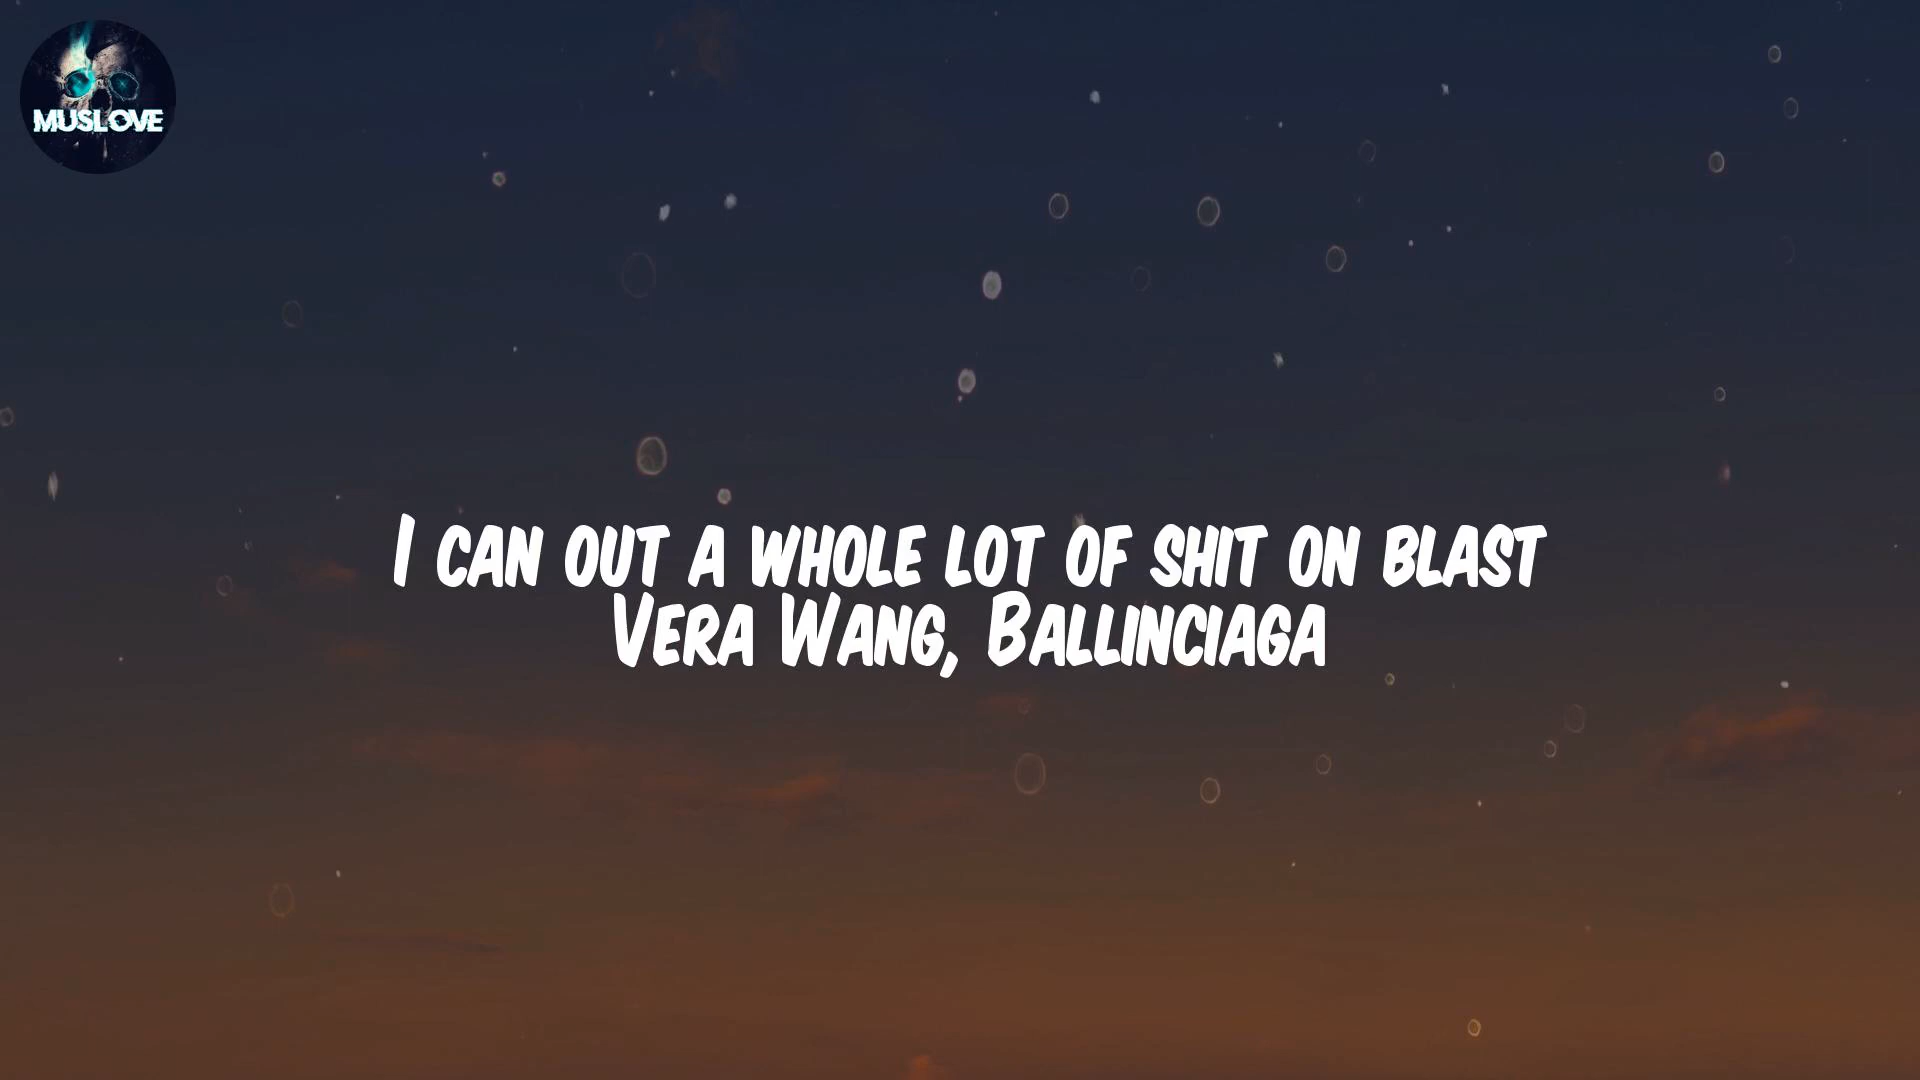 MUSLOVE
I CAN OUT A WHOLE LOT OF SHIT ON BLAST
VERA WANG, BALLINCIAGA